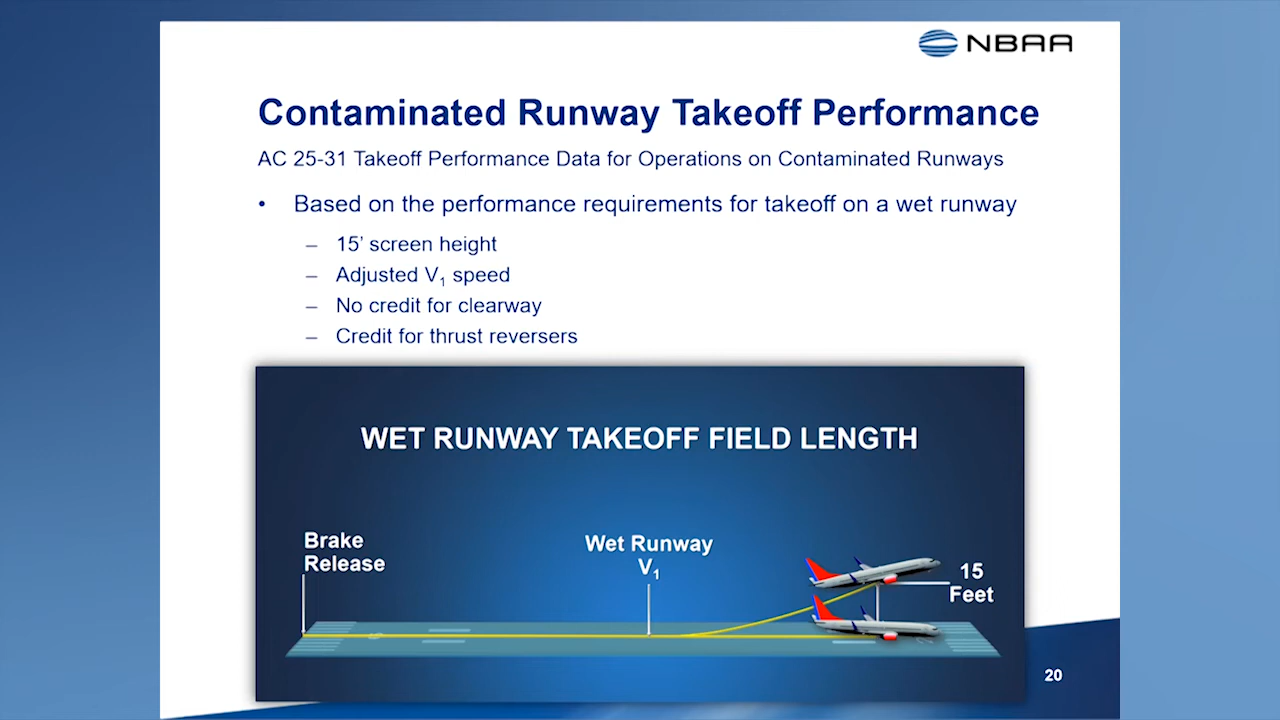 NBAA
Contaminated Runway Takeoff Performance
AC 25-31 Takeoff Performance Data for Operations on Contaminated Runways
• Based on the performance requirements for takeoff on a wet runway
– 15’ screen height
– Adjusted V1 speed
– No credit for clearway
– Credit for thrust reversers
WET RUNWAY TAKEOFF FIELD LENGTH
Brake
Release
Wet Runway
V1
15
Feet
20